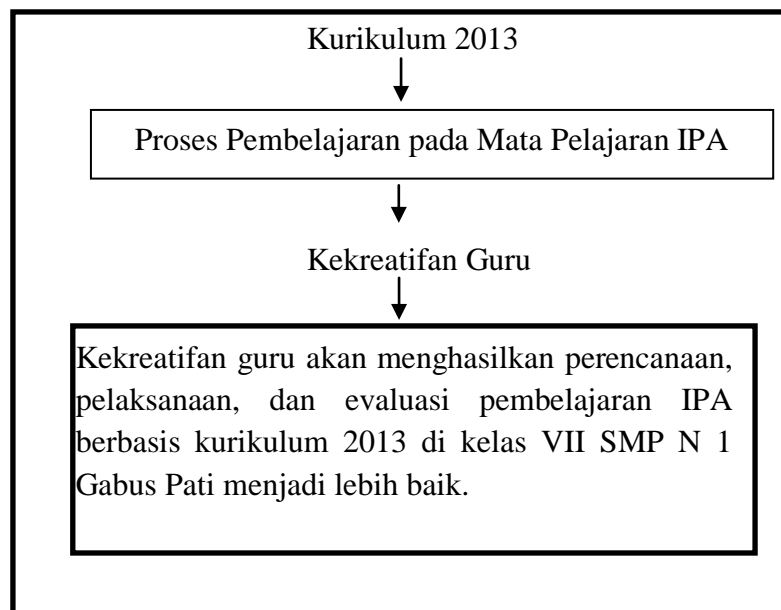 Kurikulum 2013
Proses Pembelajaran pada Mata Pelajaran IPA
Kekreatifan Guru
Kekreatifan guru akan menghasilkan perencanaan,
pelaksanaan, dan evaluasi pembelajaran IPA
berbasis kurikulum 2013 di kelas VII SMP N 1
Gabus Pati menjadi lebih baik.